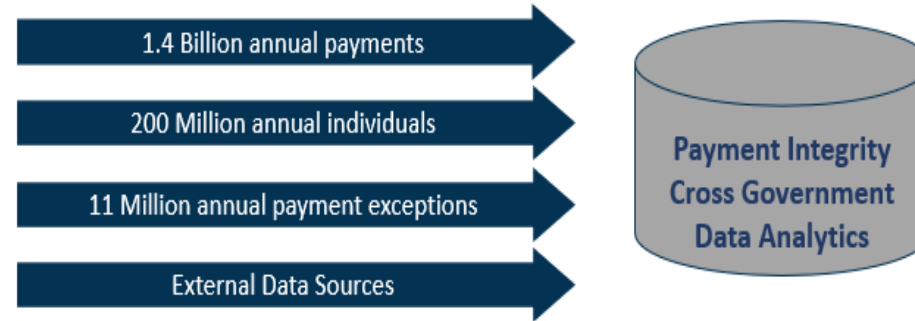 1.4 Billion annual payments
200 Million annual individuals
11 Million annual payment exceptions
External Data Sources
Payment Integrity
Cross Government
Data Analytics